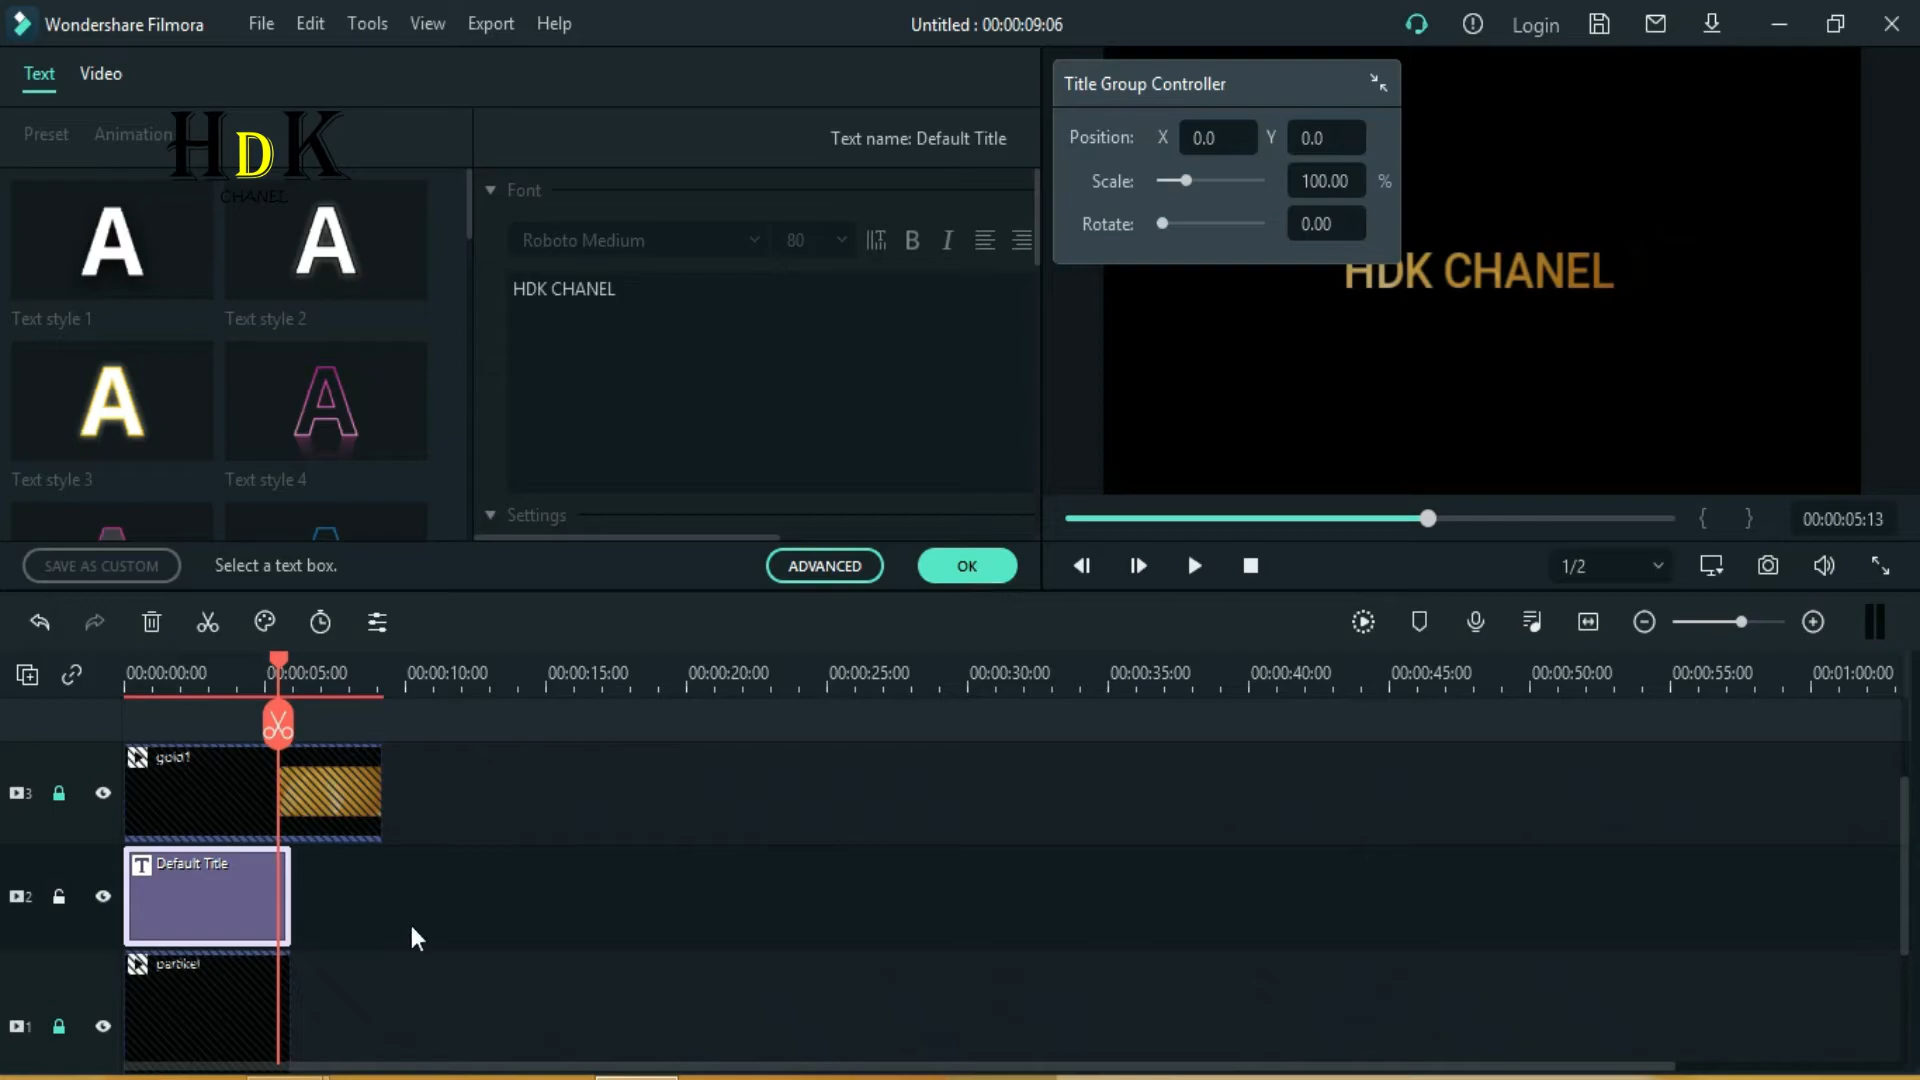 Wondershare Filmora File Edit Tools View Export Help Untitled : 00:00:09:06 Login
Text Video
Title Group Controller
Preset Animation
HDK
CHANEL
Text name: Default Title
Position: X 0.0 Y 0.0
Scale: 100.00 %
Rotate: 0.00
Font
Roboto Medium 80 B I
HDK CHANEL
HDK CHANEL
A A
Text style 1 Text style 2
A A
Text style 3 Text style 4
Settings
{ } 00:00:05:13
SAVE AS CUSTOM Select a text box. ADVANCED OK
1/2
00:00:00:00 00:00:05:00 00:00:10:00 00:00:15:00 00:00:20:00 00:00:25:00 00:00:30:00 00:00:35:00 00:00:40:00 00:00:45:00 00:00:50:00 00:00:55:00 00:01:00:00
gold1
3
T Default Title
2
partikel
1